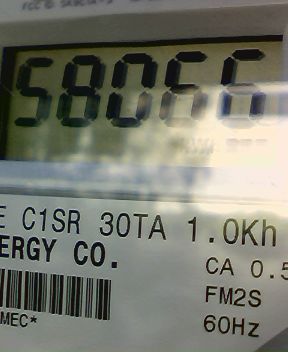 58066
E C1SR 30TA 1.0Kh
ERGY CO.
CA 0.5
FM2S
MEC*
60Hz